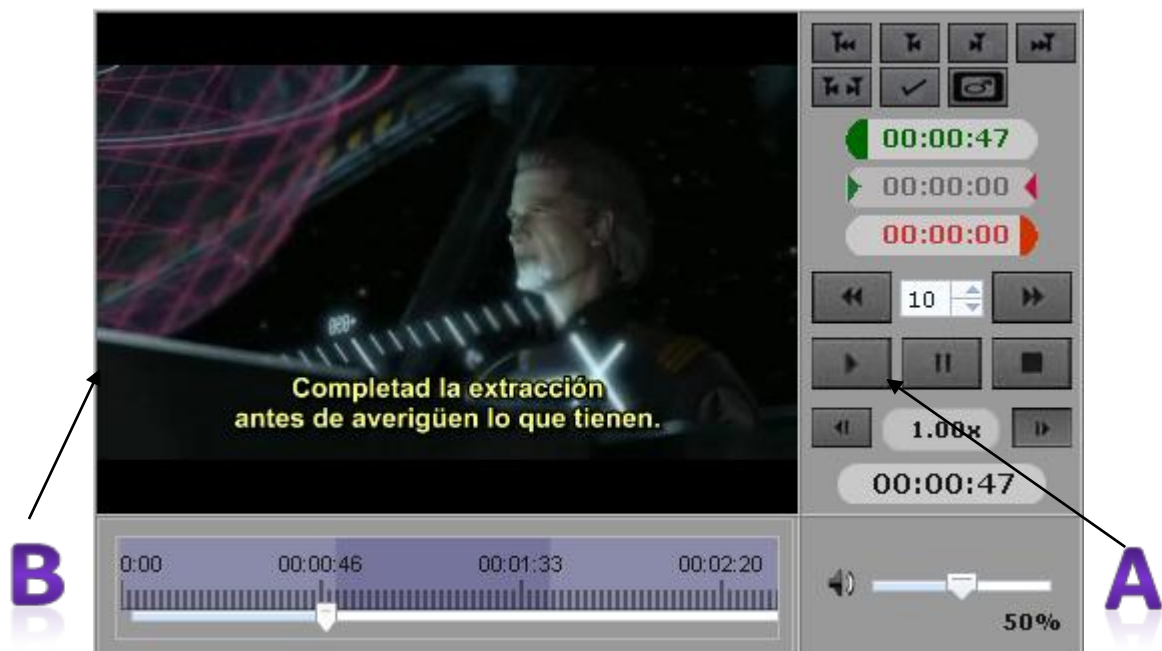 00:00:47
00:00:00
00:00:00
10
1.00x
00:00:47
Completad la extracción
antes de averigüen lo que tienen.
0:00 00:00:46 00:01:33 00:02:20
50%
B
A